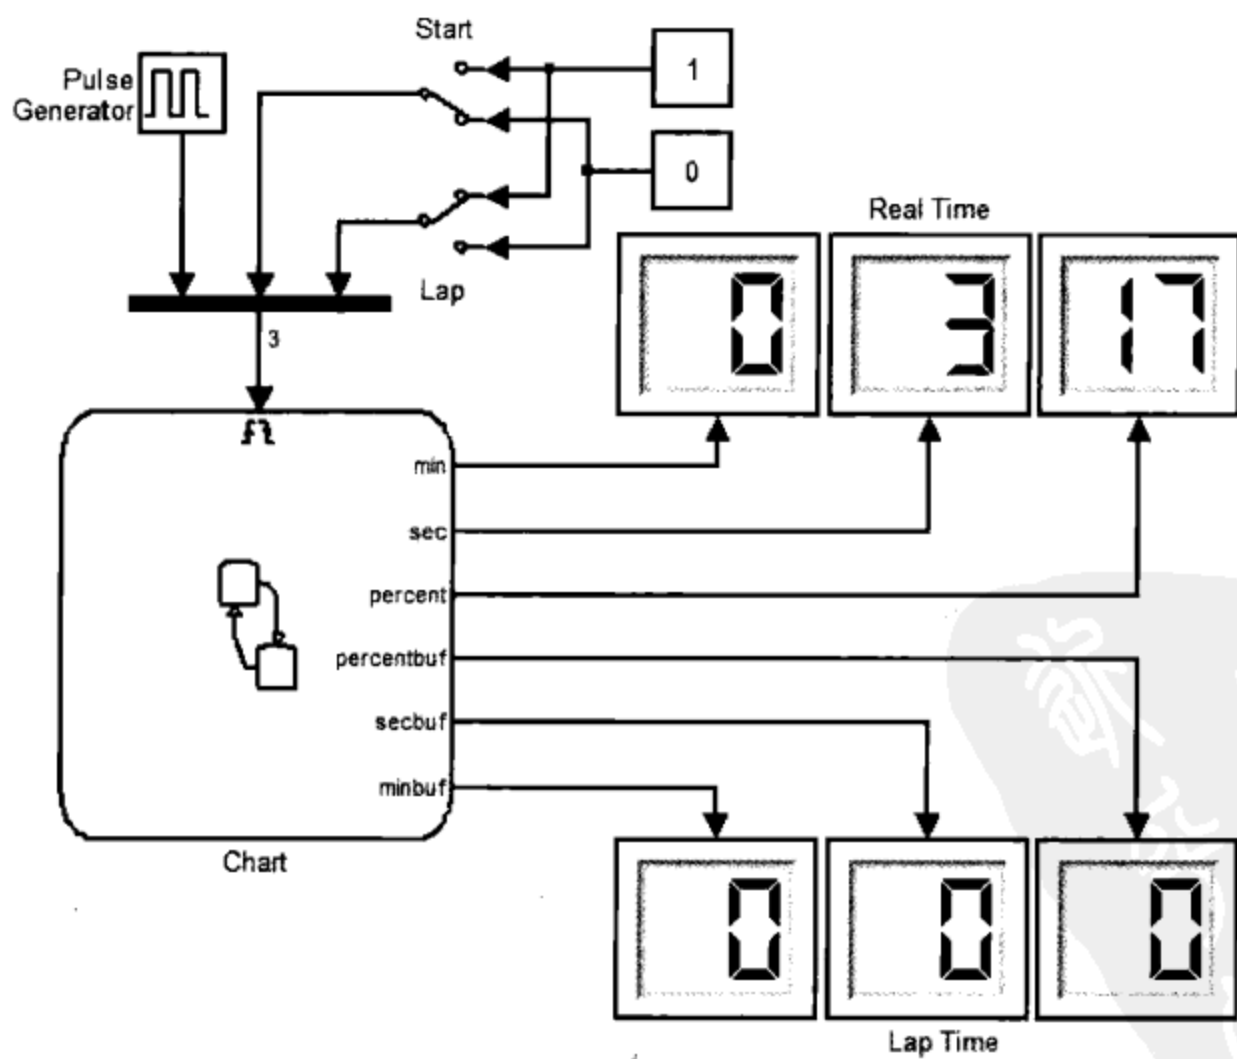 Start
Pulse
Generator
1
0
Lap
3
Real Time
0
3
17
min
sec
percent
percentbuf
secbuf
minbuf
Chart
0
0
0
Lap Time